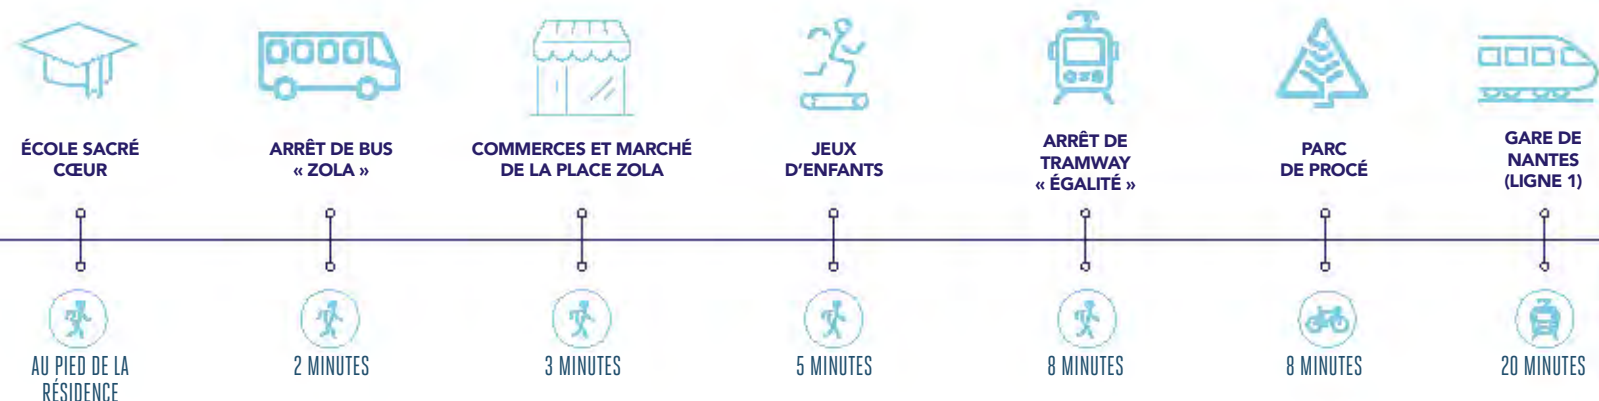 ÉCOLE SACRÉ
CŒUR
ARRÊT DE BUS
« ZOLA »
COMMERCES ET MARCHÉ
DE LA PLACE ZOLA
JEUX
D'ENFANTS
ARRÊT DE
TRAMWAY
« ÉGALITÉ »
PARC
DE PROCÉ
GARE DE
NANTES
(LIGNE 1)
AU PIED DE LA
RÉSIDENCE
2 MINUTES
3 MINUTES
5 MINUTES
8 MINUTES
8 MINUTES
20 MINUTES